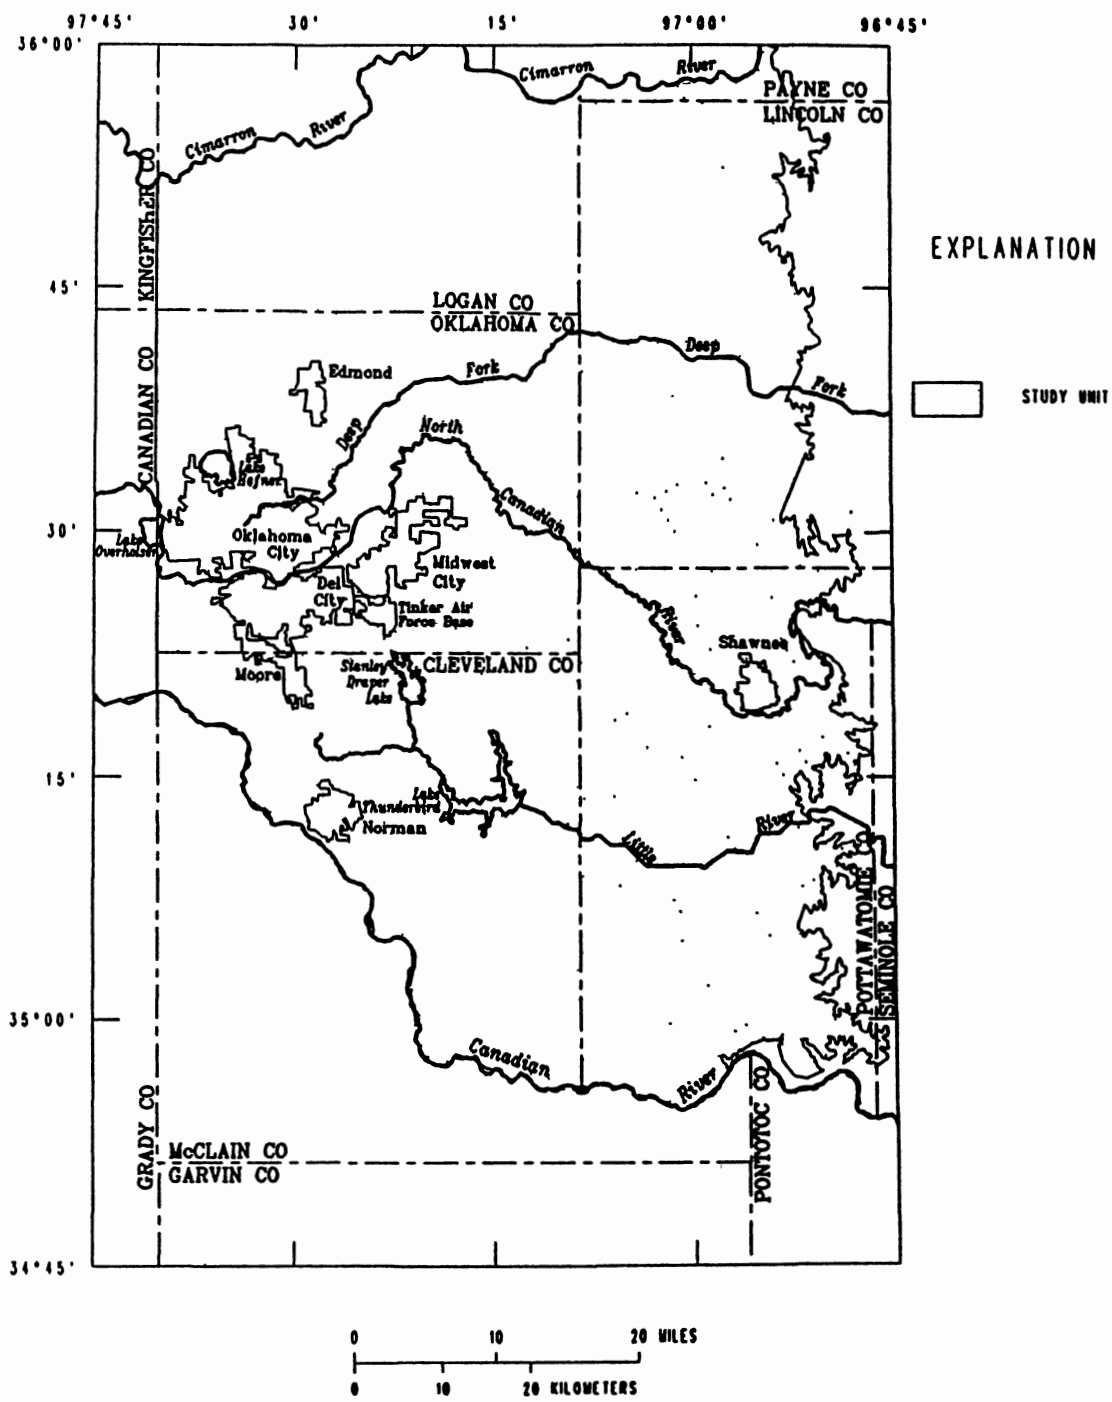 97°45' 30' 15' 97°00' 96°45'
36°00'
Cimarron River
PAYNE CO
LINCOLN CO
Cimarron River
KINGFISHER CO
EXPLANATION
45'
LOGAN CO
OKLAHOMA CO
CANADIAN CO
Deep Fork
Edmond
Fork
STUDY UNIT
Deep
North
Lake
Hefner
Canadian
30'
Oklahoma
City
Lake
Overholser
Midwest
City
Del
City
Tinker Air
Force Base
River
Shawnee
CLEVELAND CO
Moore
Stanley
Draper
Lake
15'
Lake
Thunderbird
Norman
Little River
POTTAWATOMIE CO
SEMINOLE CO
35°00'
Canadian River
GRADY CO
McCLAIN CO
GARVIN CO
PONTOTOC CO
34°45'
0 10 20 MILES
0 10 20 KILOMETERS